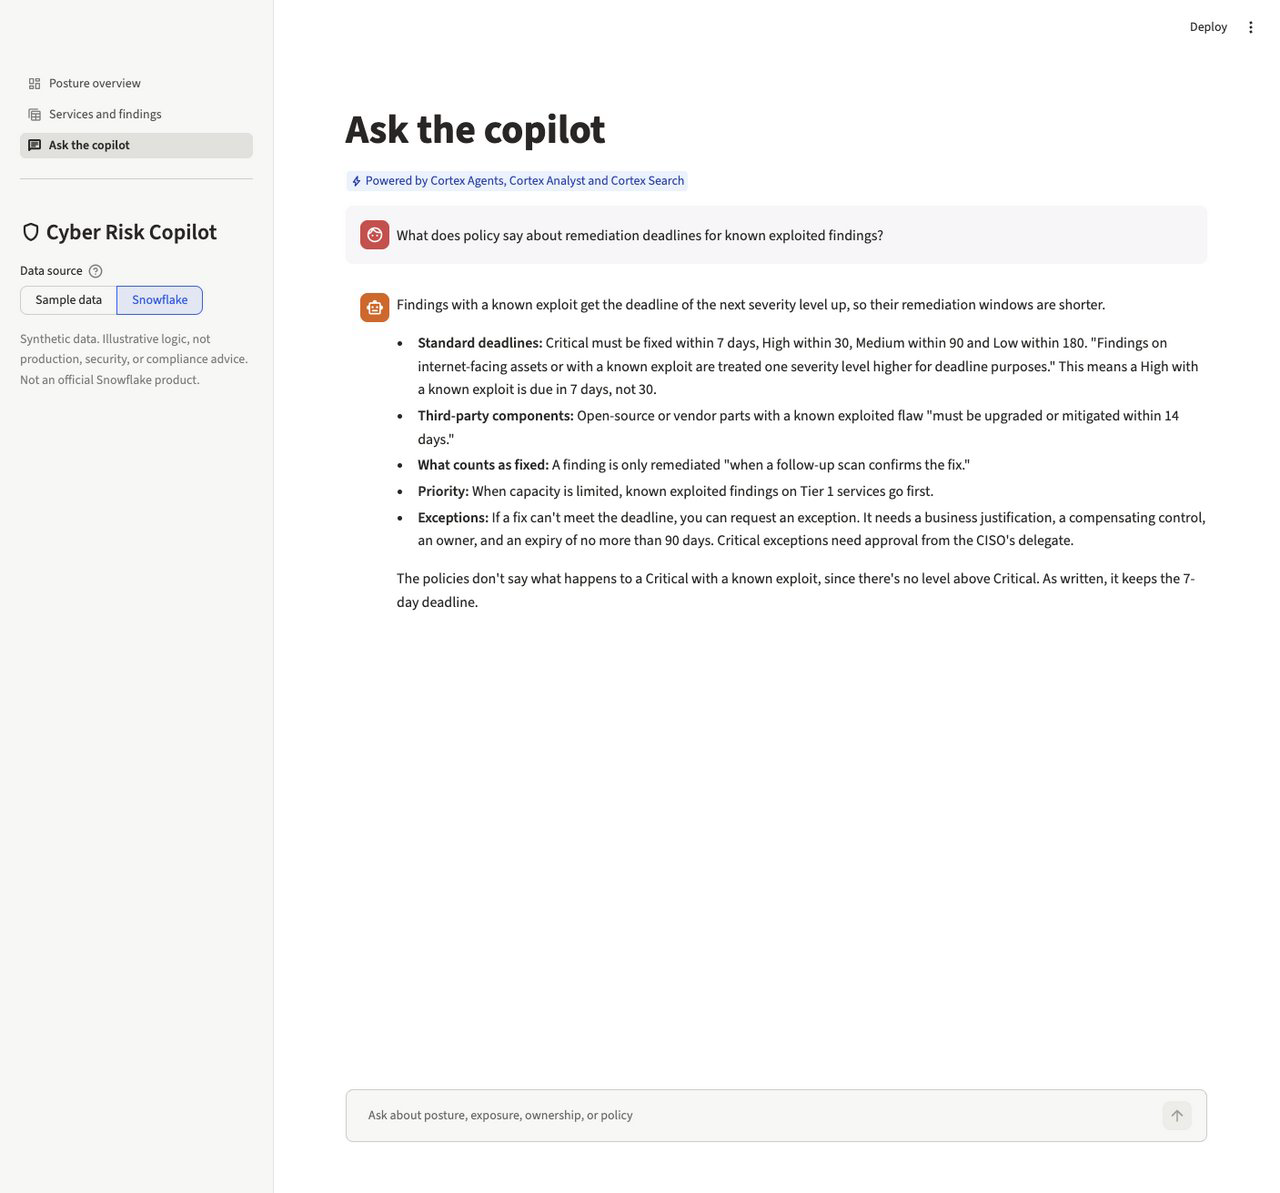 Deploy
Posture overview
Services and findings
Ask the copilot
Cyber Risk Copilot
Data source
Sample data
Snowflake
Synthetic data. Illustrative logic, not
production, security, or compliance advice.
Not an official Snowflake product.
Ask the copilot
Powered by Cortex Agents, Cortex Analyst and Cortex Search
What does policy say about remediation deadlines for known exploited findings?
Findings with a known exploit get the deadline of the next severity level up, so their remediation windows are shorter.
• Standard deadlines: Critical must be fixed within 7 days, High within 30, Medium within 90 and Low within 180. "Findings on
internet-facing assets or with a known exploit are treated one severity level higher for deadline purposes." This means a High with
a known exploit is due in 7 days, not 30.
• Third-party components: Open-source or vendor parts with a known exploited flaw "must be upgraded or mitigated within 14
days."
• What counts as fixed: A finding is only remediated "when a follow-up scan confirms the fix."
• Priority: When capacity is limited, known exploited findings on Tier 1 services go first.
• Exceptions: If a fix can't meet the deadline, you can request an exception. It needs a business justification, a compensating control,
an owner, and an expiry of no more than 90 days. Critical exceptions need approval from the CISO's delegate.
The policies don't say what happens to a Critical with a known exploit, since there's no level above Critical. As written, it keeps the 7-
day deadline.
Ask about posture, exposure, ownership, or policy